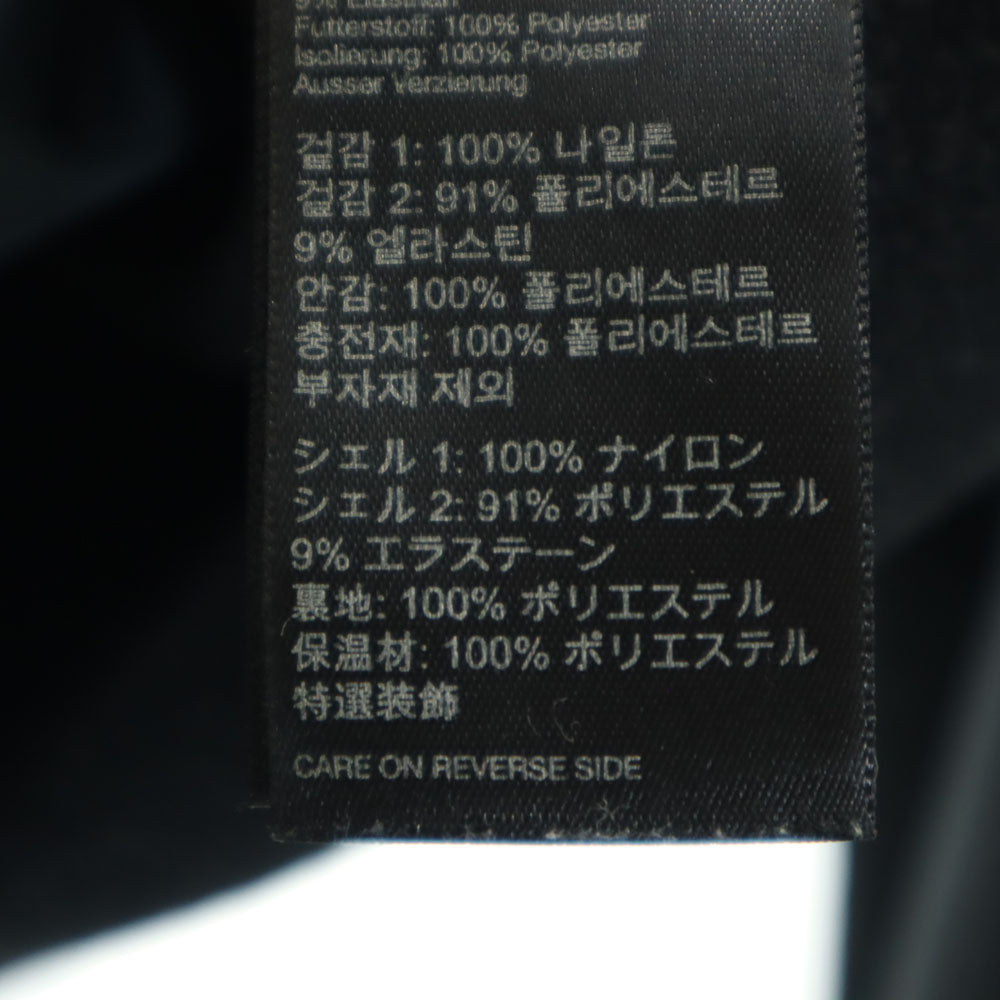 9% Elasthan
Futterstoff: 100% Polyester
Isolierung: 100% Polyester
Ausser Verzierung
겉감 1: 100% 나일론
겉감 2: 91% 폴리에스테르
9% 엘라스틴
안감: 100% 폴리에스테르
충전재: 100% 폴리에스테르
부자재 제외
シェル 1: 100% ナイロン
シェル 2: 91% ポリエステル
9% エラステーン
裏地: 100% ポリエステル
保温材: 100% ポリエステル
特選装飾
CARE ON REVERSE SIDE